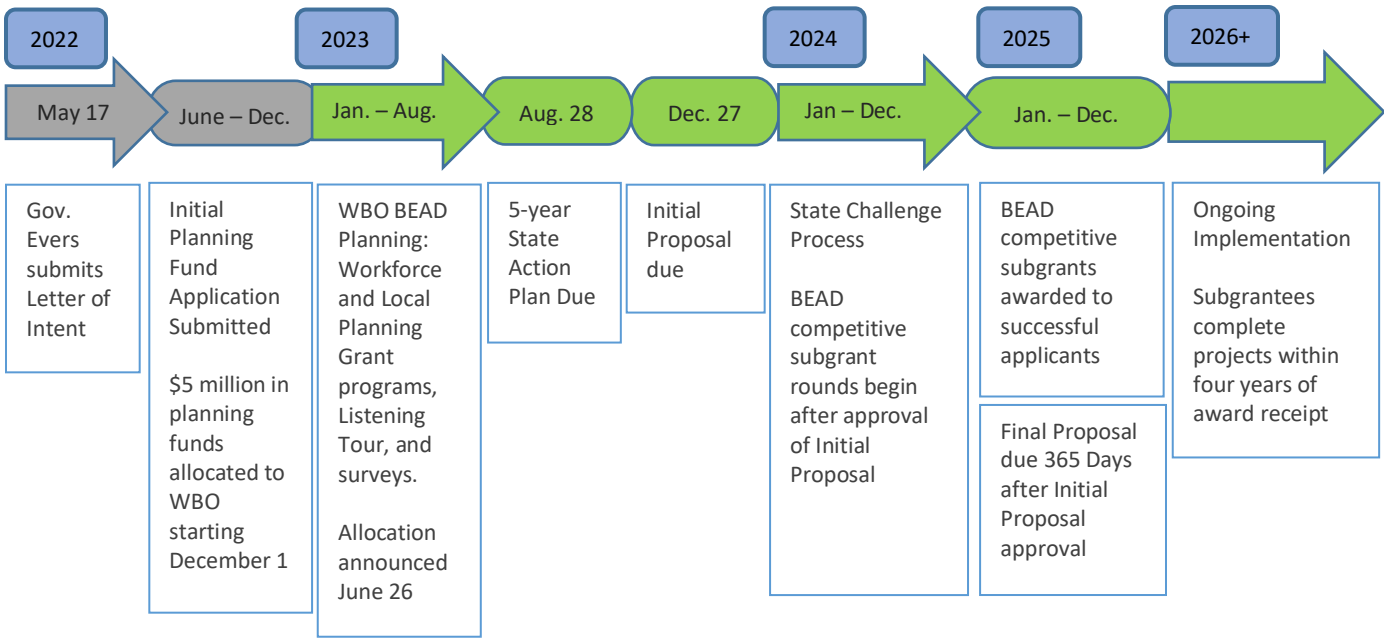 2022
2023
2024
2025
2026+
May 17
June – Dec.
Jan. – Aug.
Aug. 28
Dec. 27
Jan – Dec.
Jan. – Dec.
Gov.
Evers
submits
Letter of
Intent
Initial
Planning
Fund
Application
Submitted
$5 million in
planning
funds
allocated to
WBO
starting
December 1
WBO BEAD
Planning:
Workforce
and Local
Planning
Grant
programs,
Listening
Tour, and
surveys.
Allocation
announced
June 26
5-year
State
Action
Plan Due
Initial
Proposal
due
State Challenge
Process
BEAD
competitive
subgrant
rounds begin
after approval
of Initial
Proposal
BEAD
competitive
subgrants
awarded to
successful
applicants
Final Proposal
due 365 Days
after Initial
Proposal
approval
Ongoing
Implementation
Subgrantees
complete
projects within
four years of
award receipt